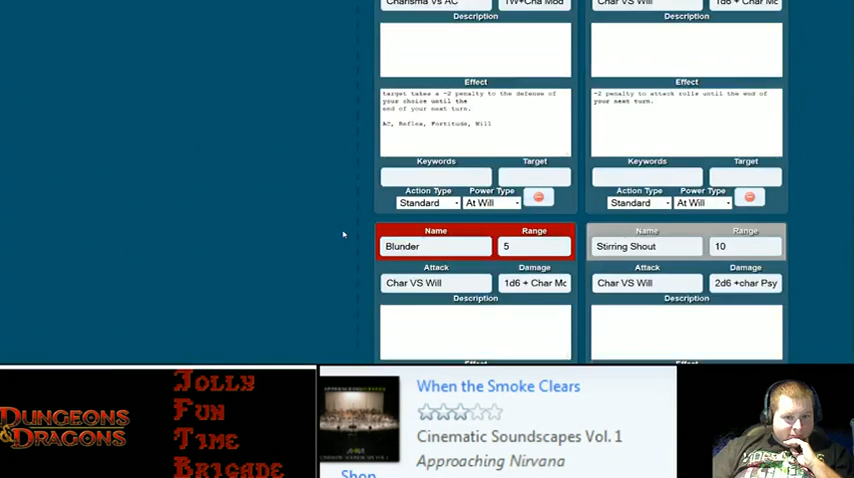 Charisma Vs AC 1W+Cha Mod Char VS Will 1d6 + Char Mc
Description Description
Effect Effect
target takes a -2 penalty to the defense of
your choice until the
end of your next turn.
AC, Reflex, Fortitude, Will
-2 penalty to attack rolls until the end of
your next turn.
Keywords Target Keywords Target
Action Type Power Type Action Type Power Type
Standard At Will Standard At Will
Name Range Name Range
Blunder 5 Stirring Shout 10
Attack Damage Attack Damage
Char VS Will 1d6 + Char Mc Char VS Will 2d6 +char Psy
Description Description
DUNGEONS
& DRAGONS
Jolly
Fun
Time
Brigade
When the Smoke Clears
Cinematic Soundscapes Vol. 1
Approaching Nirvana
Shop